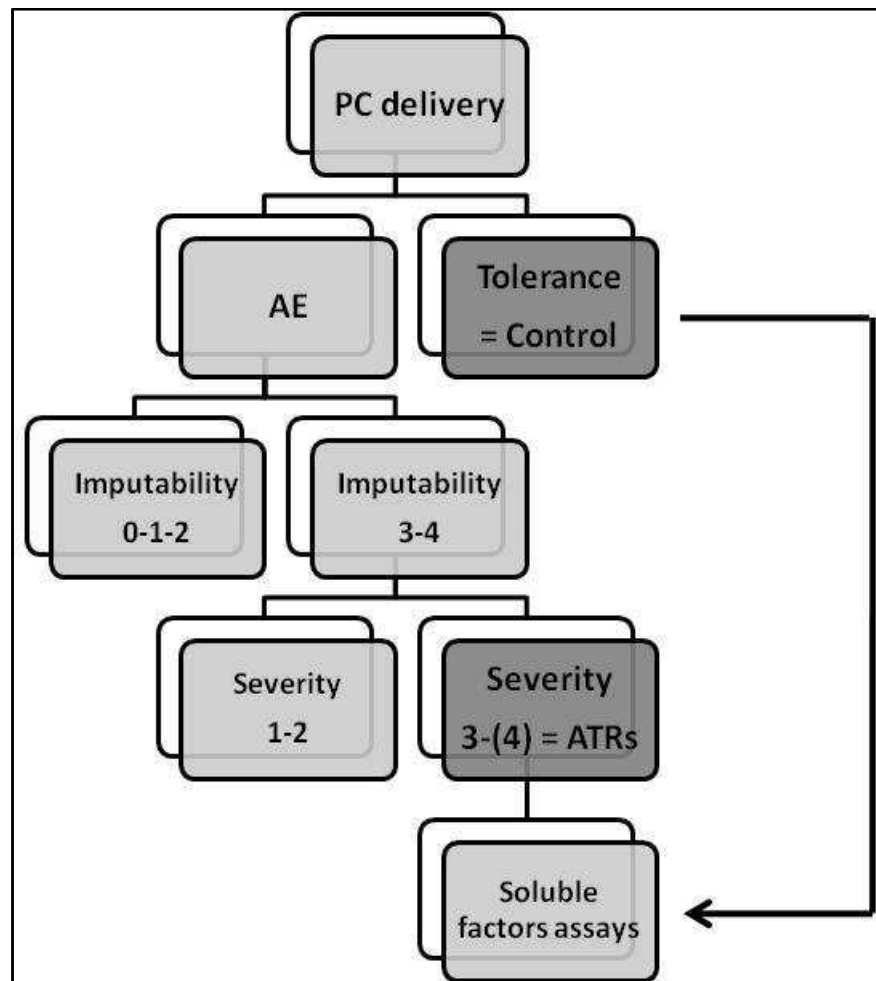 PC delivery
AE
Tolerance
= Control
Imputability
0-1-2
Imputability
3-4
Severity
1-2
Severity
3-(4) = ATRs
Soluble
factors assays